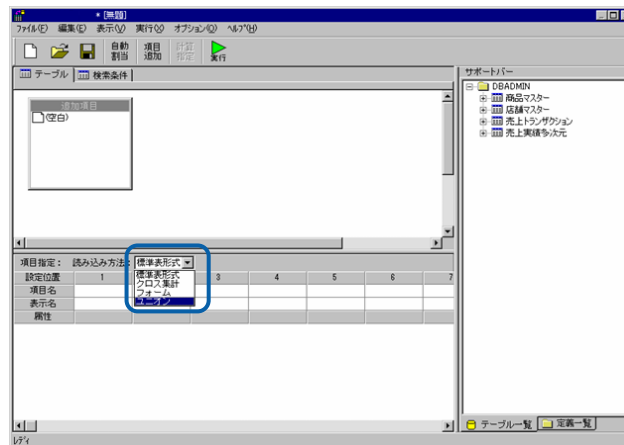 * [無題]
ファイル(F) 編集(E) 表示(V) 実行(X) オプション(O) ヘルプ(H)
自動割当 項目追加 計算指定 実行
テーブル 検索条件
追加項目
(空白)
サポートバー
DBADMIN
商品マスター
店舗マスター
売上トランザクション
売上実績多次元
項目指定： 読み込み方法： 標準表形式
標準表形式
クロス集計
フォーム
ユニオン
設定位置 1 3 4 5 6 7
項目名
表示名
属性
テーブル一覧 定義一覧
レディ